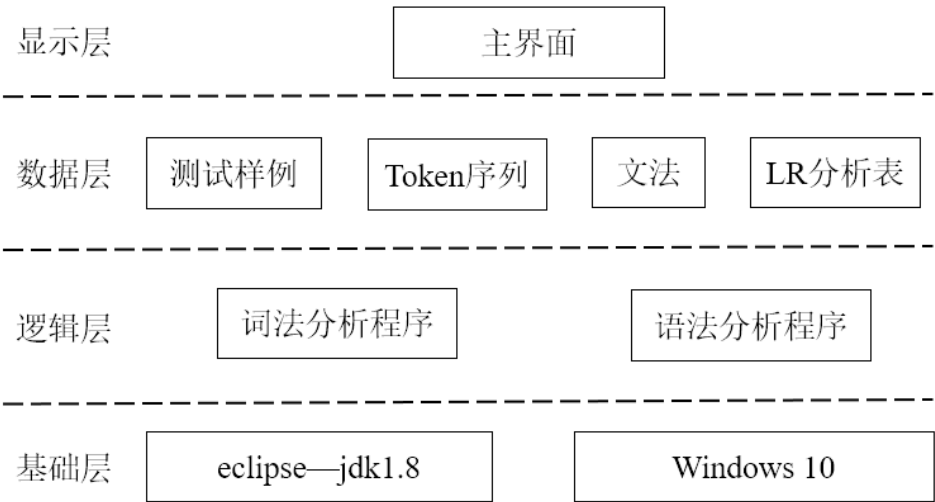 显示层 主界面
数据层 测试样例 Token序列 文法 LR分析表
逻辑层 词法分析程序 语法分析程序
基础层 eclipse—jdk1.8 Windows 10